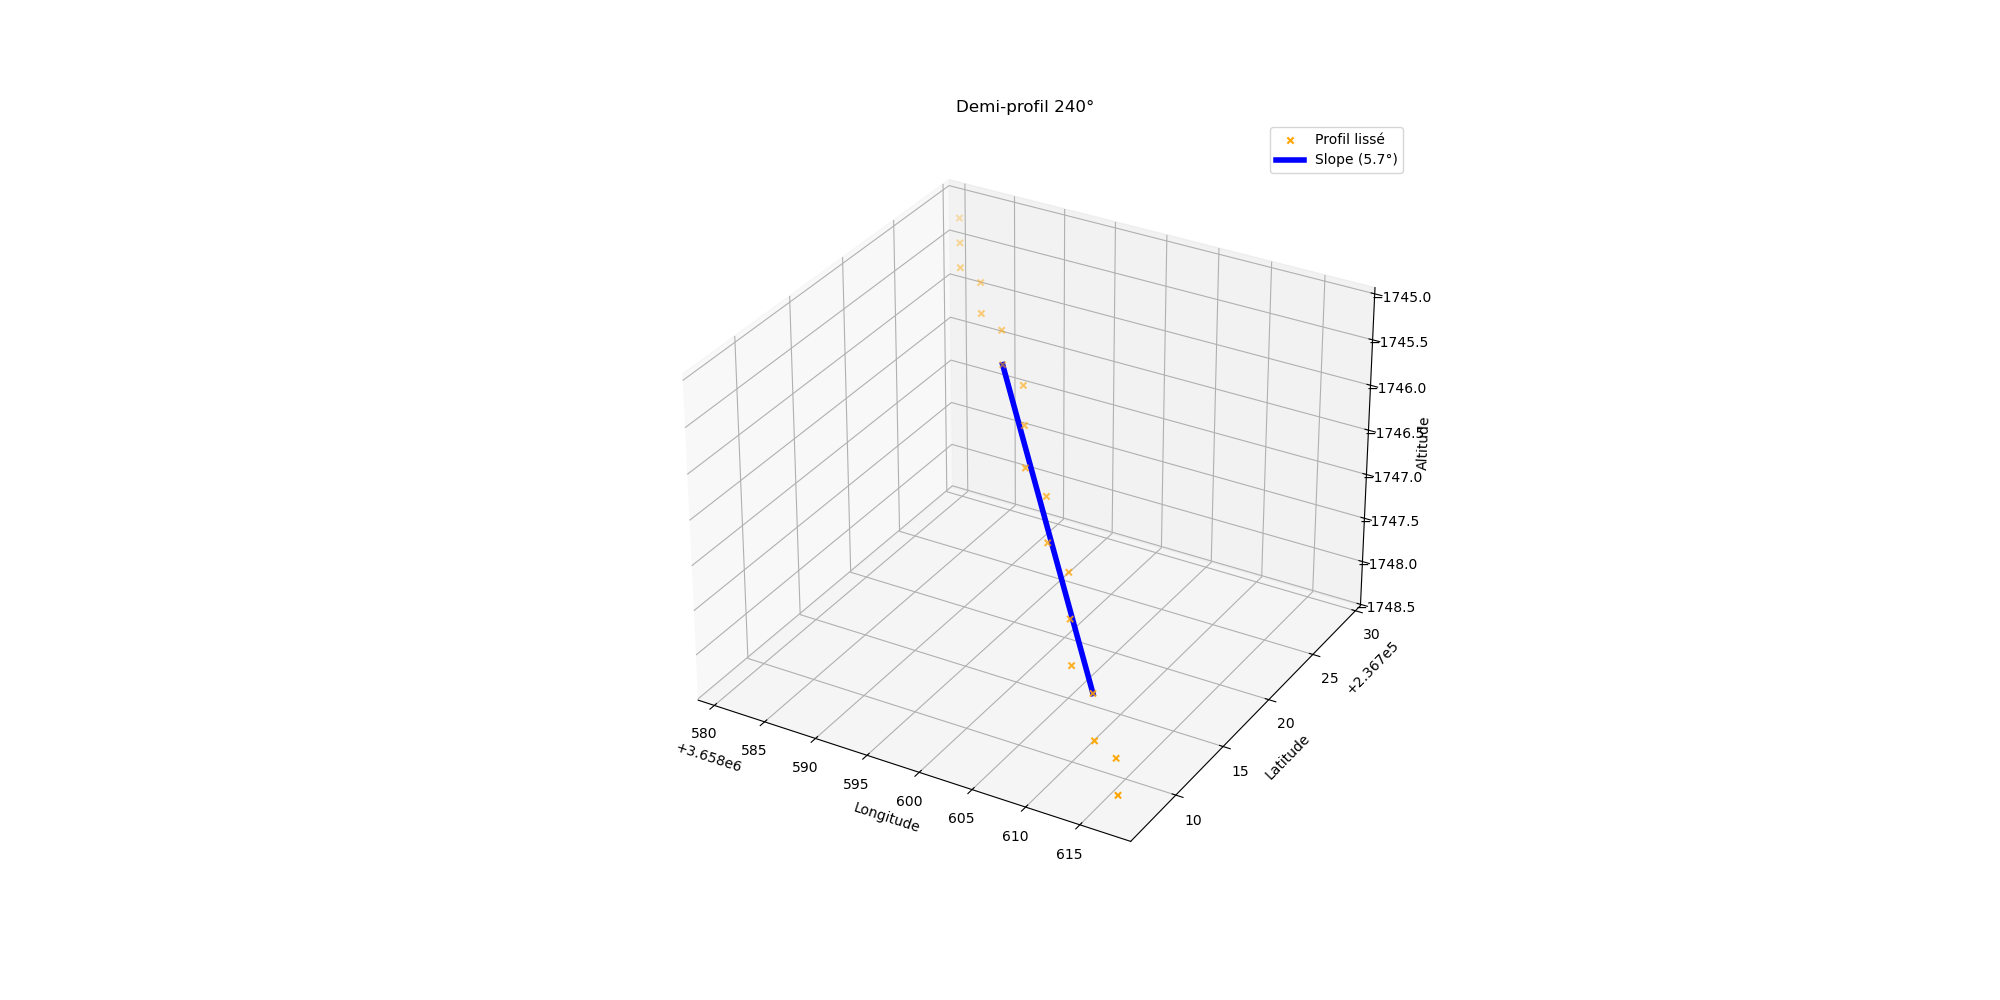 Demi-profil 240°
Profil lissé
Slope (5.7°)
−1745.0
−1745.5
−1746.0
−1746.5
−1747.0
−1747.5
−1748.0
−1748.5
Altitude
30
25
20
15
10
+2.367e5
Latitude
580
585
590
595
600
605
610
615
+3.658e6
Longitude